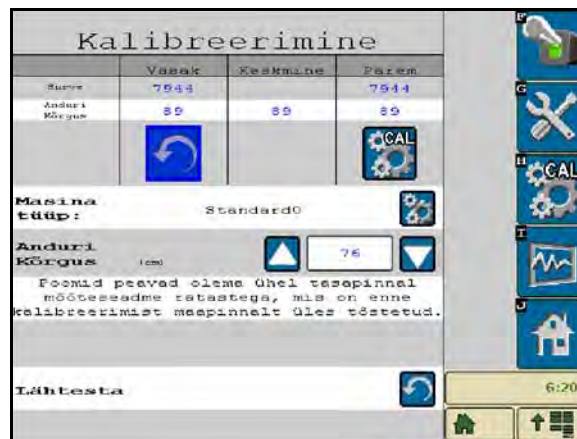 Kalibreerimine
Vasak Keskmine Parem
Surve 7944 7944
Anduri
Kõrgus 89 89 89
CAL
Masina
tüüp: Standard0
Anduri
Kõrgus (cm) 76
Poomid peavad olema ühel tasapinnal
mõõteseadme ratastega, mis on enne
kalibreerimist maapinnalt üles tõstetud.
Lähtesta
F
G
H
CAL
I
J
6:20